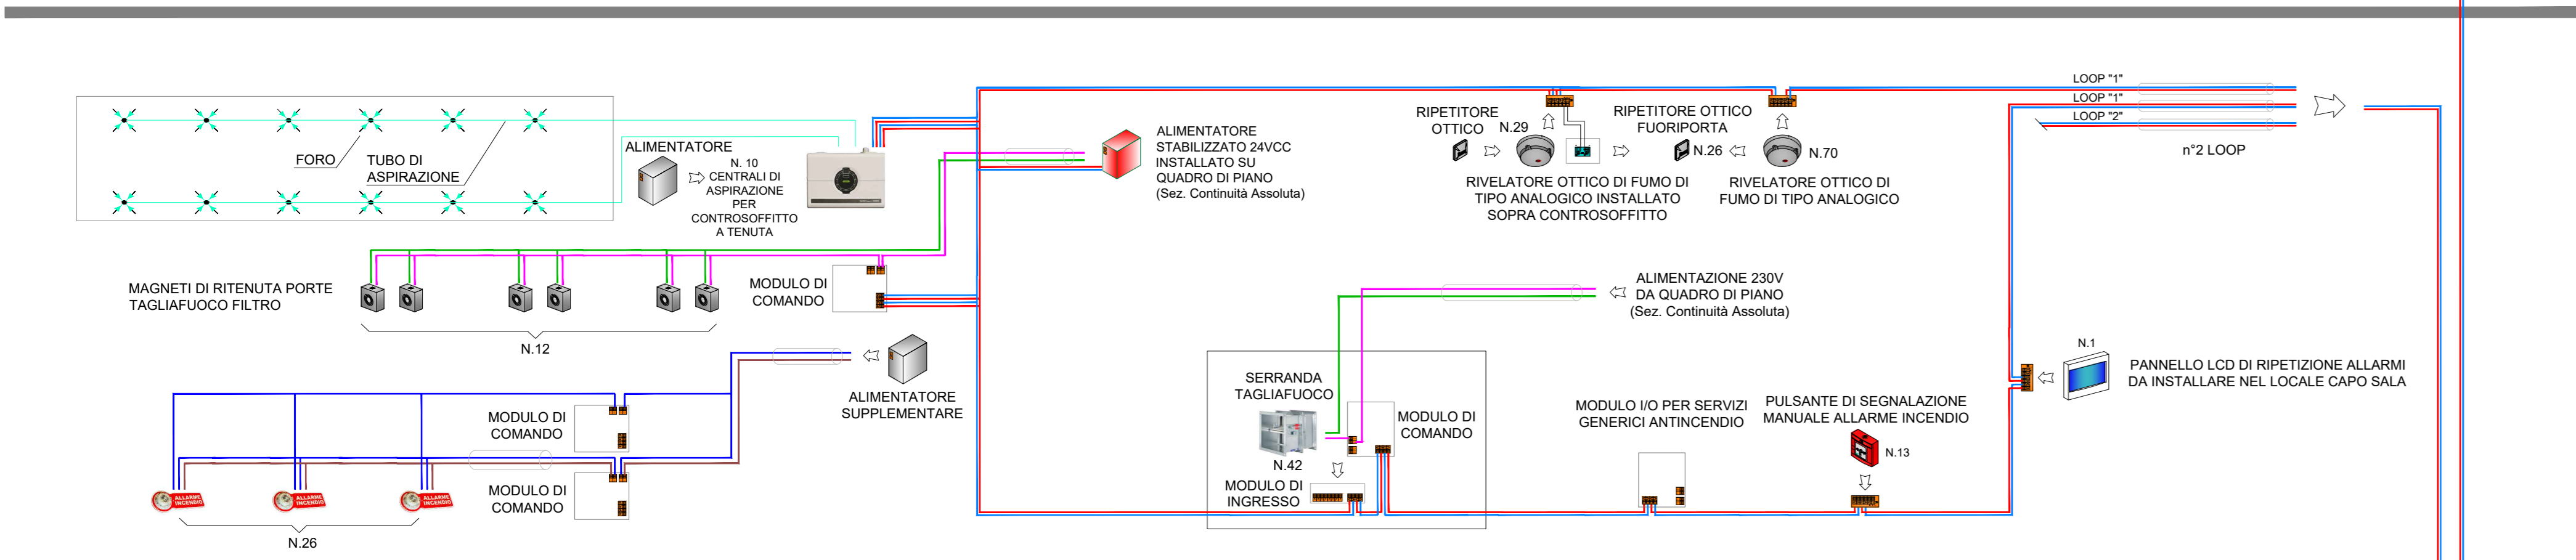 LOOP "1"
LOOP "1"
LOOP "2"
n°2 LOOP
FORO
TUBO DI
ASPIRAZIONE
ALIMENTATORE
N. 10
CENTRALI DI
ASPIRAZIONE
PER
CONTROSOFFITTO
A TENUTA
ALIMENTATORE
STABILIZZATO 24VCC
INSTALLATO SU
QUADRO DI PIANO
(Sez. Continuità Assoluta)
RIPETITORE
OTTICO
N.29
RIPETITORE OTTICO
FUORIPORTA
N.26
N.70
RIVELATORE OTTICO DI FUMO DI
TIPO ANALOGICO INSTALLATO
SOPRA CONTROSOFFITTO
RIVELATORE OTTICO DI
FUMO DI TIPO ANALOGICO
MAGNETI DI RITENUTA PORTE
TAGLIAFUOCO FILTRO
N.12
MODULO DI
COMANDO
ALIMENTAZIONE 230V
DA QUADRO DI PIANO
(Sez. Continuità Assoluta)
ALIMENTATORE
SUPPLEMENTARE
MODULO DI
COMANDO
MODULO DI
COMANDO
ALLARME
INCENDIO
ALLARME
INCENDIO
ALLARME
INCENDIO
N.26
SERRANDA
TAGLIAFUOCO
N.42
MODULO DI
COMANDO
MODULO DI
INGRESSO
MODULO I/O PER SERVIZI
GENERICI ANTINCENDIO
PULSANTE DI SEGNALAZIONE
MANUALE ALLARME INCENDIO
N.13
N.1
PANNELLO LCD DI RIPETIZIONE ALLARMI
DA INSTALLARE NEL LOCALE CAPO SALA